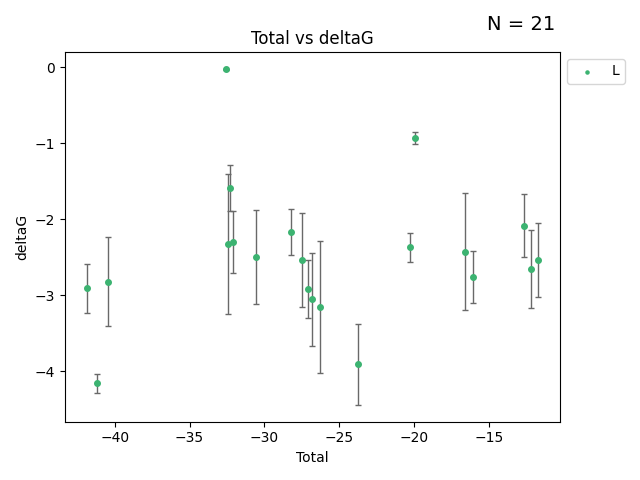 N = 21
Total vs deltaG
L
deltaG
0
−1
−2
−3
−4
−40
−35
−30
−25
−20
−15
Total